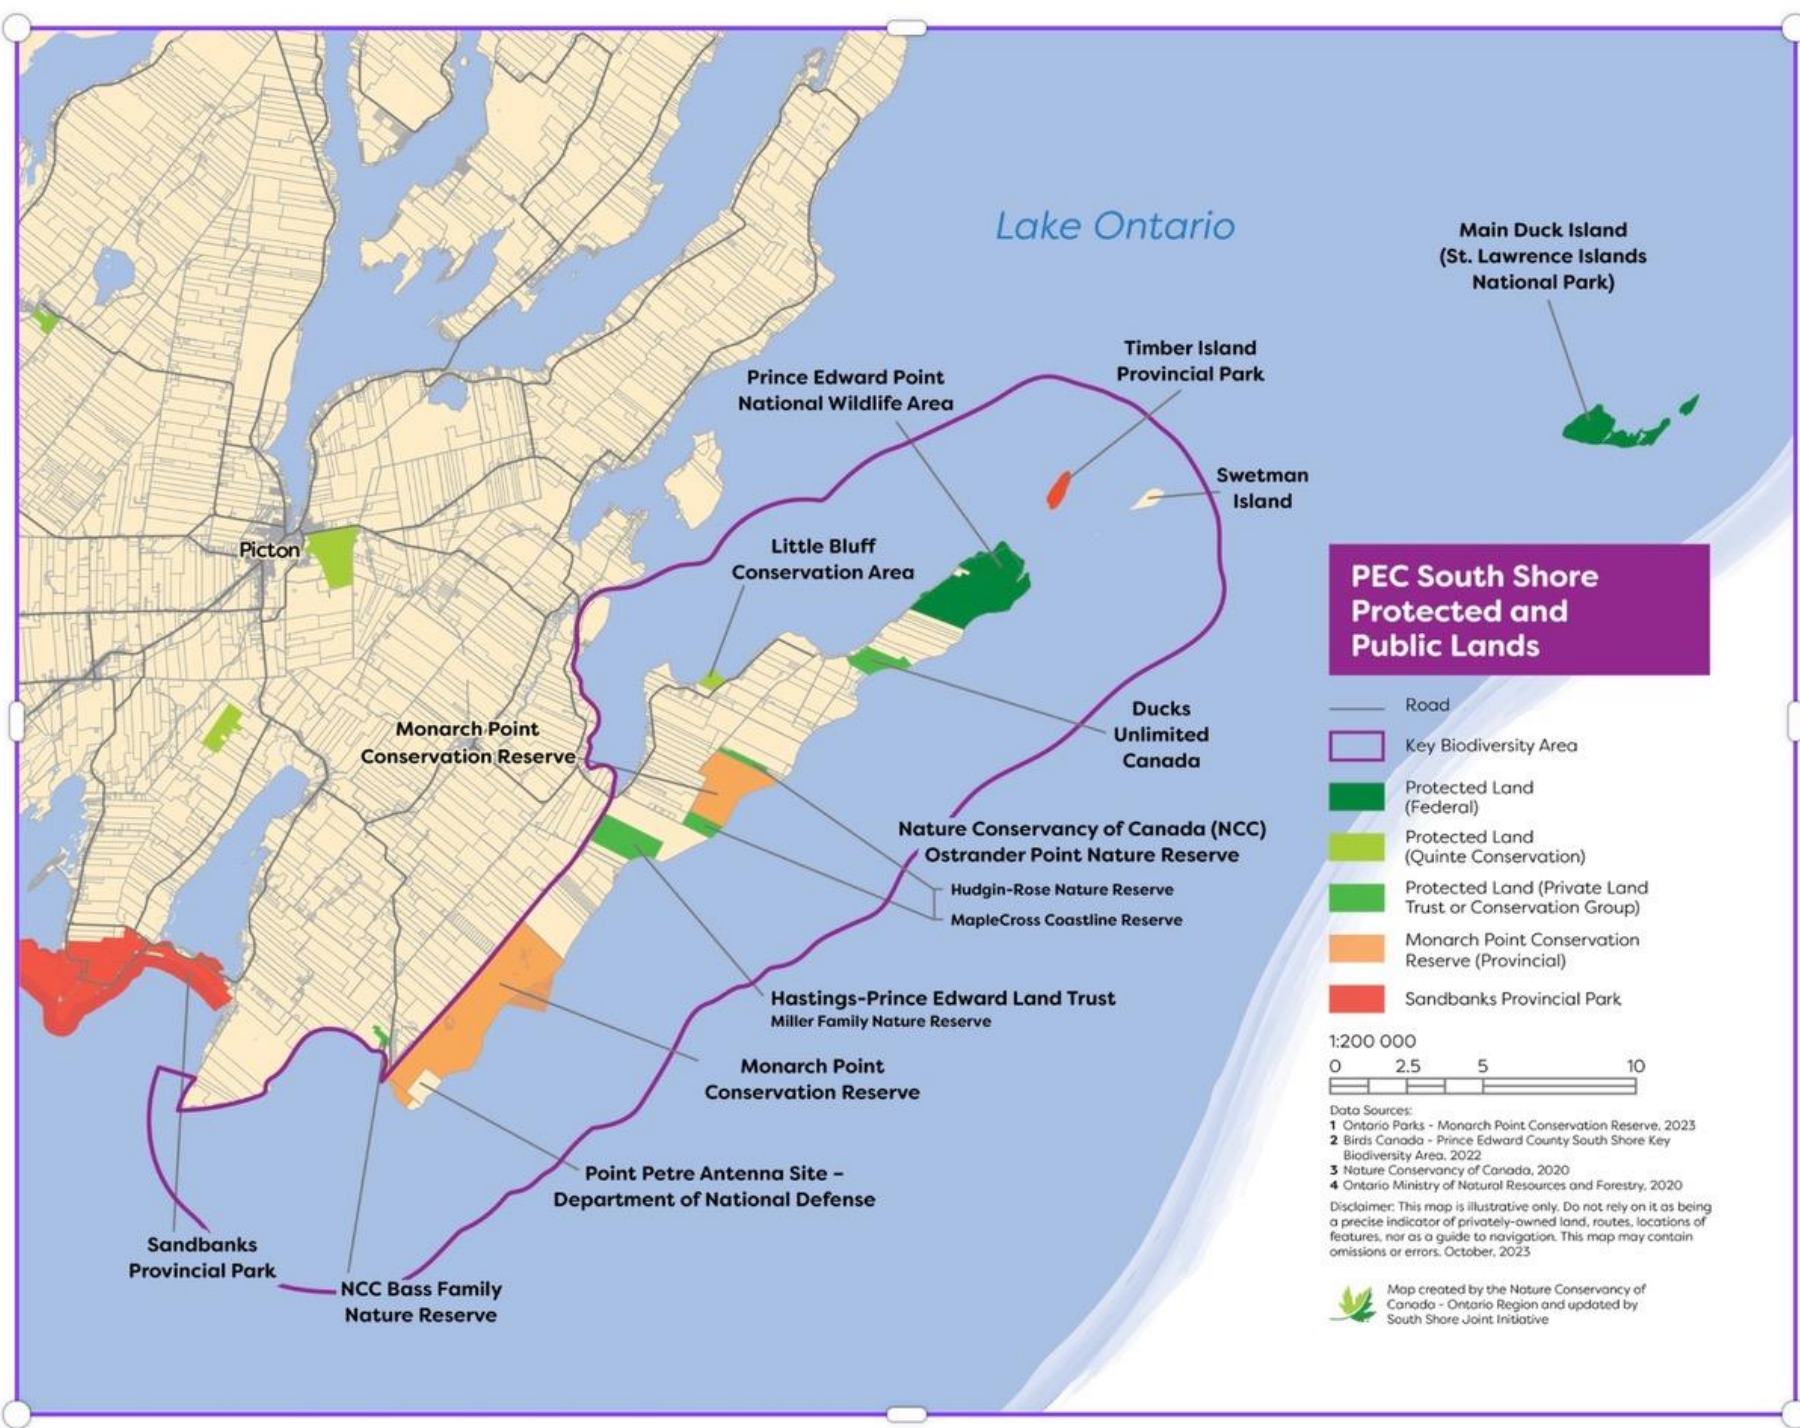 Lake Ontario
Main Duck Island
(St. Lawrence Islands
National Park)
Timber Island
Provincial Park
Prince Edward Point
National Wildlife Area
Swetman
Island
Picton
Little Bluff
Conservation Area
Monarch Point
Conservation Reserve
Ducks
Unlimited
Canada
Nature Conservancy of Canada (NCC)
Ostrander Point Nature Reserve
Hudgin-Rose Nature Reserve
MapleCross Coastline Reserve
Hastings-Prince Edward Land Trust
Miller Family Nature Reserve
Monarch Point
Conservation Reserve
Point Petre Antenna Site –
Department of National Defense
Sandbanks
Provincial Park
NCC Bass Family
Nature Reserve
PEC South Shore
Protected and
Public Lands
Road
Key Biodiversity Area
Protected Land
(Federal)
Protected Land
(Quinte Conservation)
Protected Land (Private Land
Trust or Conservation Group)
Monarch Point Conservation
Reserve (Provincial)
Sandbanks Provincial Park
1:200 000
0 2.5 5 10
Data Sources:
1 Ontario Parks - Monarch Point Conservation Reserve, 2023
2 Birds Canada - Prince Edward County South Shore Key
Biodiversity Area, 2022
3 Nature Conservancy of Canada, 2020
4 Ontario Ministry of Natural Resources and Forestry, 2020
Disclaimer: This map is illustrative only. Do not rely on it as being
a precise indicator of privately-owned land, routes, locations of
features, nor as a guide to navigation. This map may contain
omissions or errors. October, 2023
Map created by the Nature Conservancy of
Canada - Ontario Region and updated by
South Shore Joint Initiative